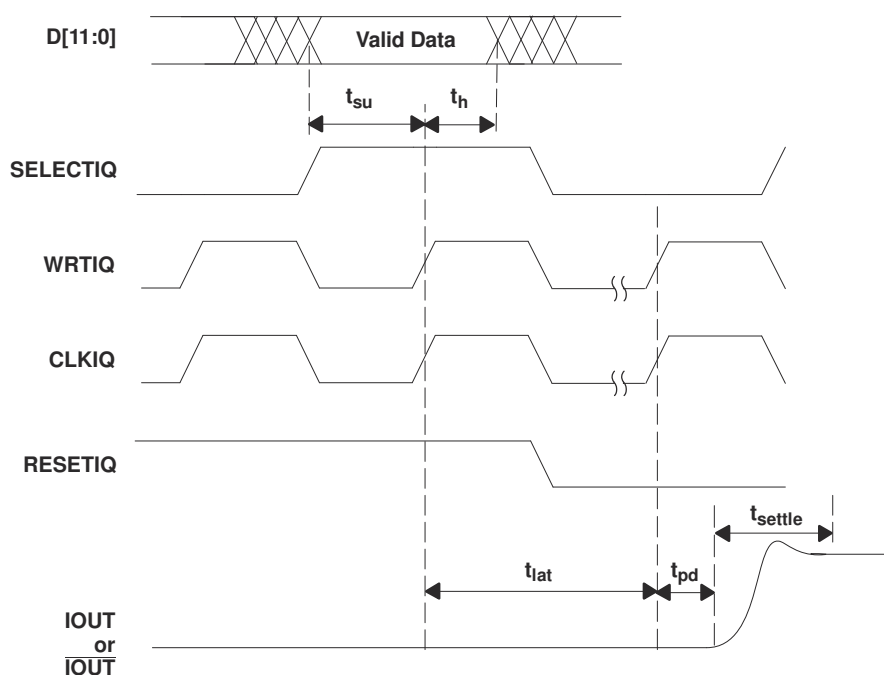 D[11:0]
Valid Data
tsu
th
SELECTIQ
WRTIQ
CLKIQ
RESETIQ
tsettle
tlat
tpd
IOUT
or
IOUT